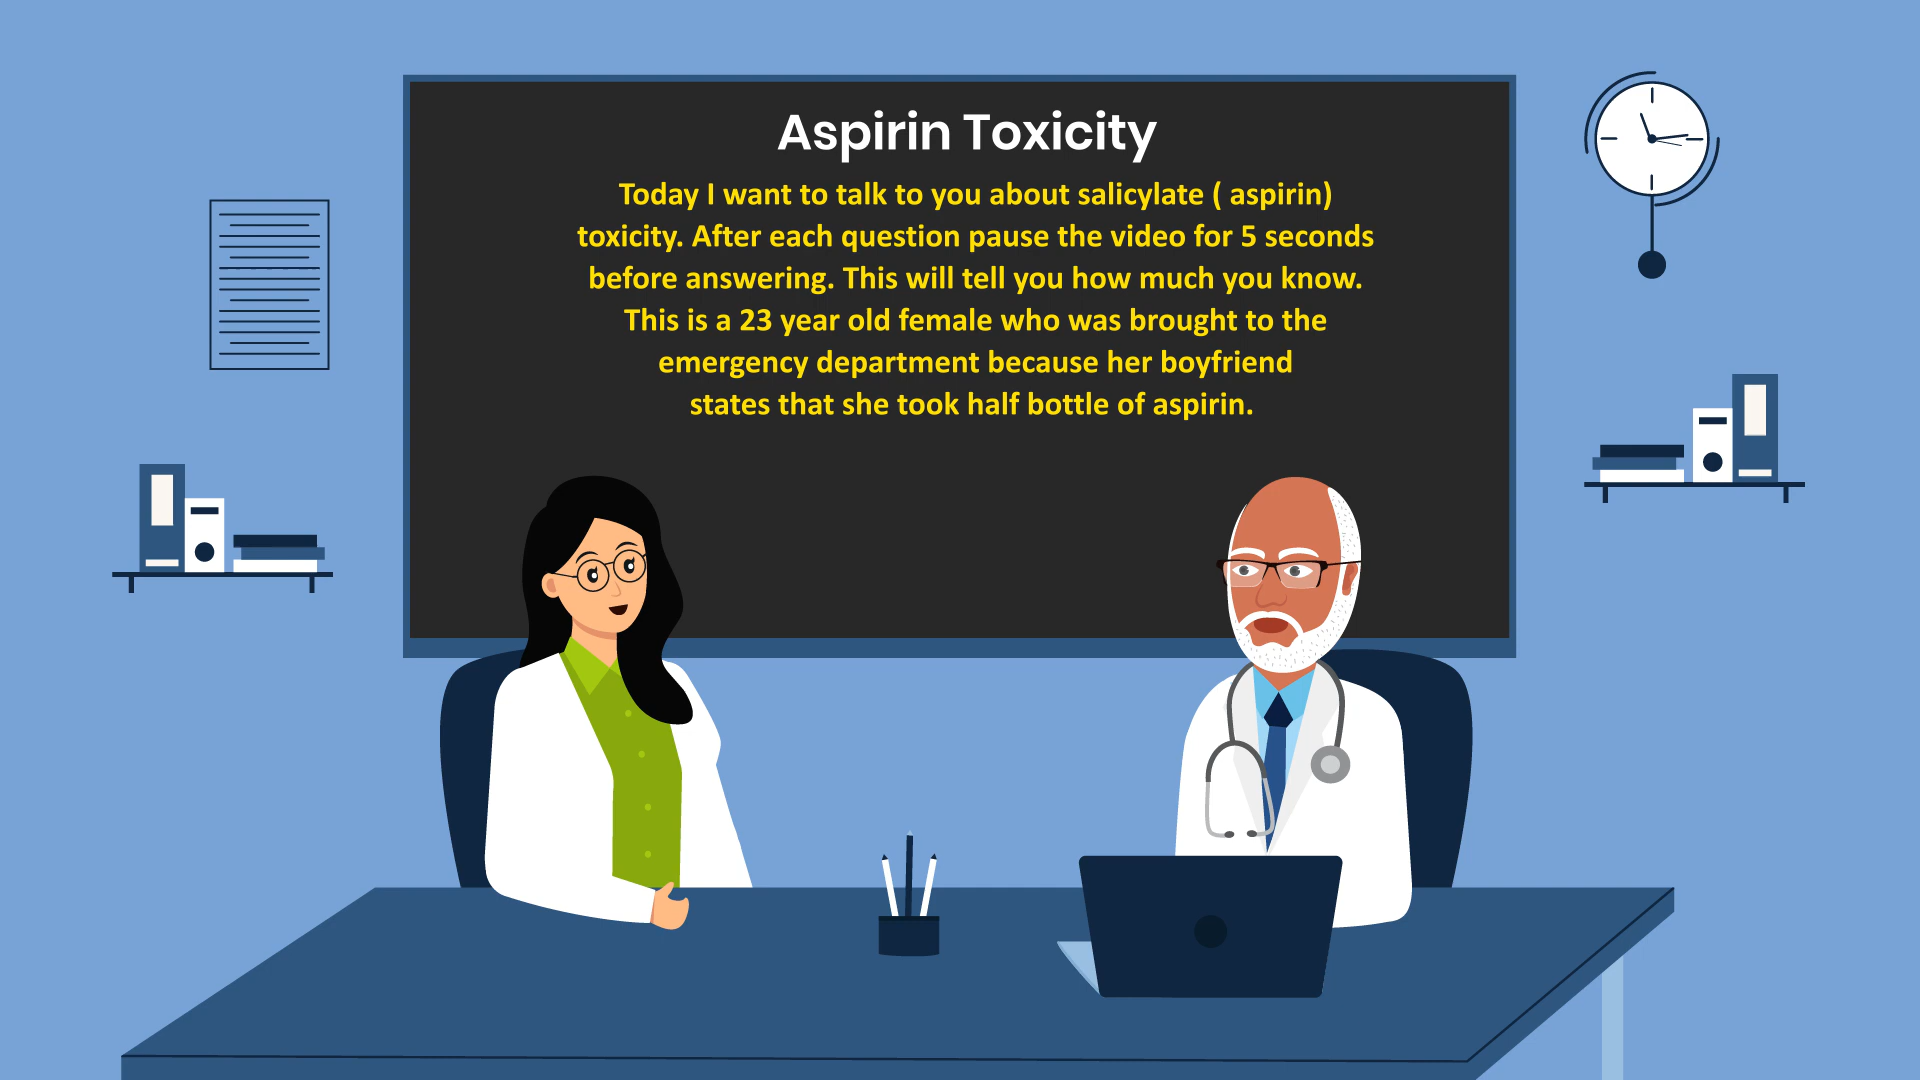 Aspirin Toxicity
Today I want to talk to you about salicylate ( aspirin)
toxicity. After each question pause the video for 5 seconds
before answering. This will tell you how much you know.
This is a 23 year old female who was brought to the
emergency department because her boyfriend
states that she took half bottle of aspirin.